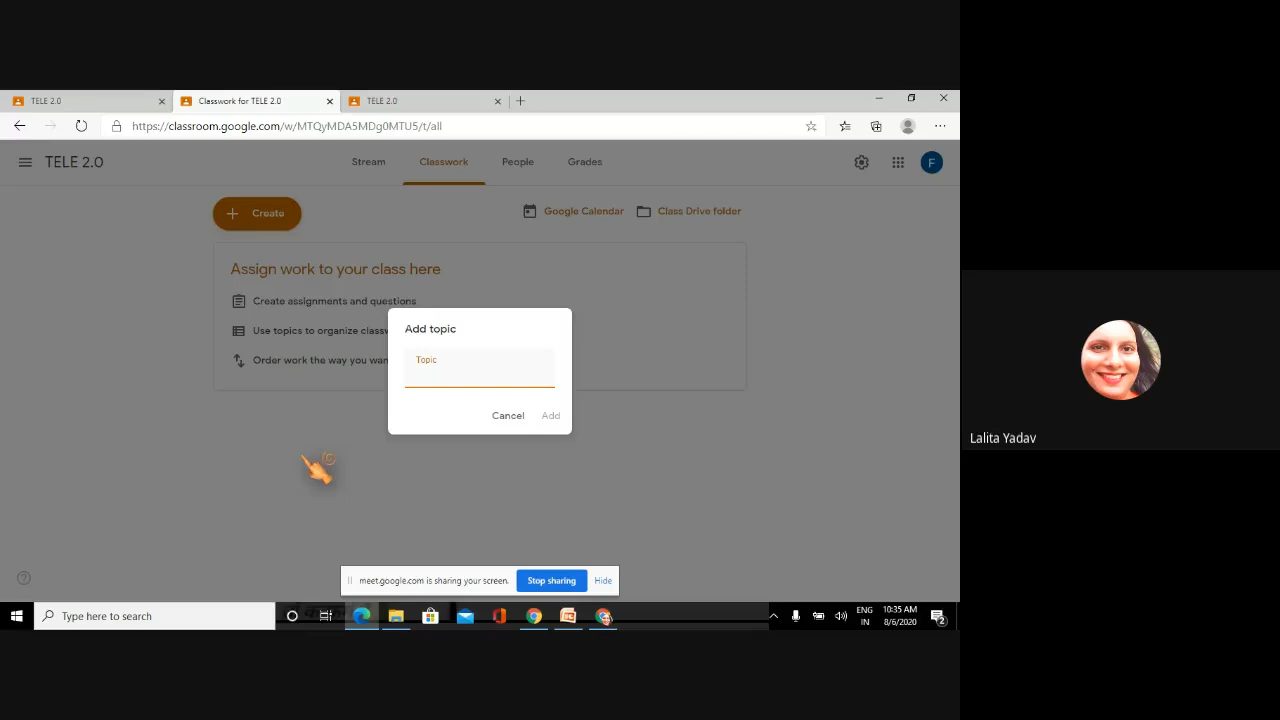 TELE 2.0
Classwork for TELE 2.0
TELE 2.0
https://classroom.google.com/w/MTQyMDA5MDg0MTU5/t/all
TELE 2.0
Stream
Classwork
People
Grades
F
Create
Google Calendar
Class Drive folder
Assign work to your class here
Create assignments and questions
Use topics to organize classw
Order work the way you wan
Add topic
Topic
Cancel
Add
Lalita Yadav
meet.google.com is sharing your screen.
Stop sharing
Hide
Type here to search
ENG
IN
10:35 AM
8/6/2020
2